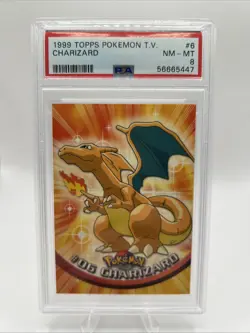 1999 TOPPS POKEMON T.V. #6
CHARIZARD NM-MT
PSA 8
56665447
POKéMON
#06 CHARIZARD